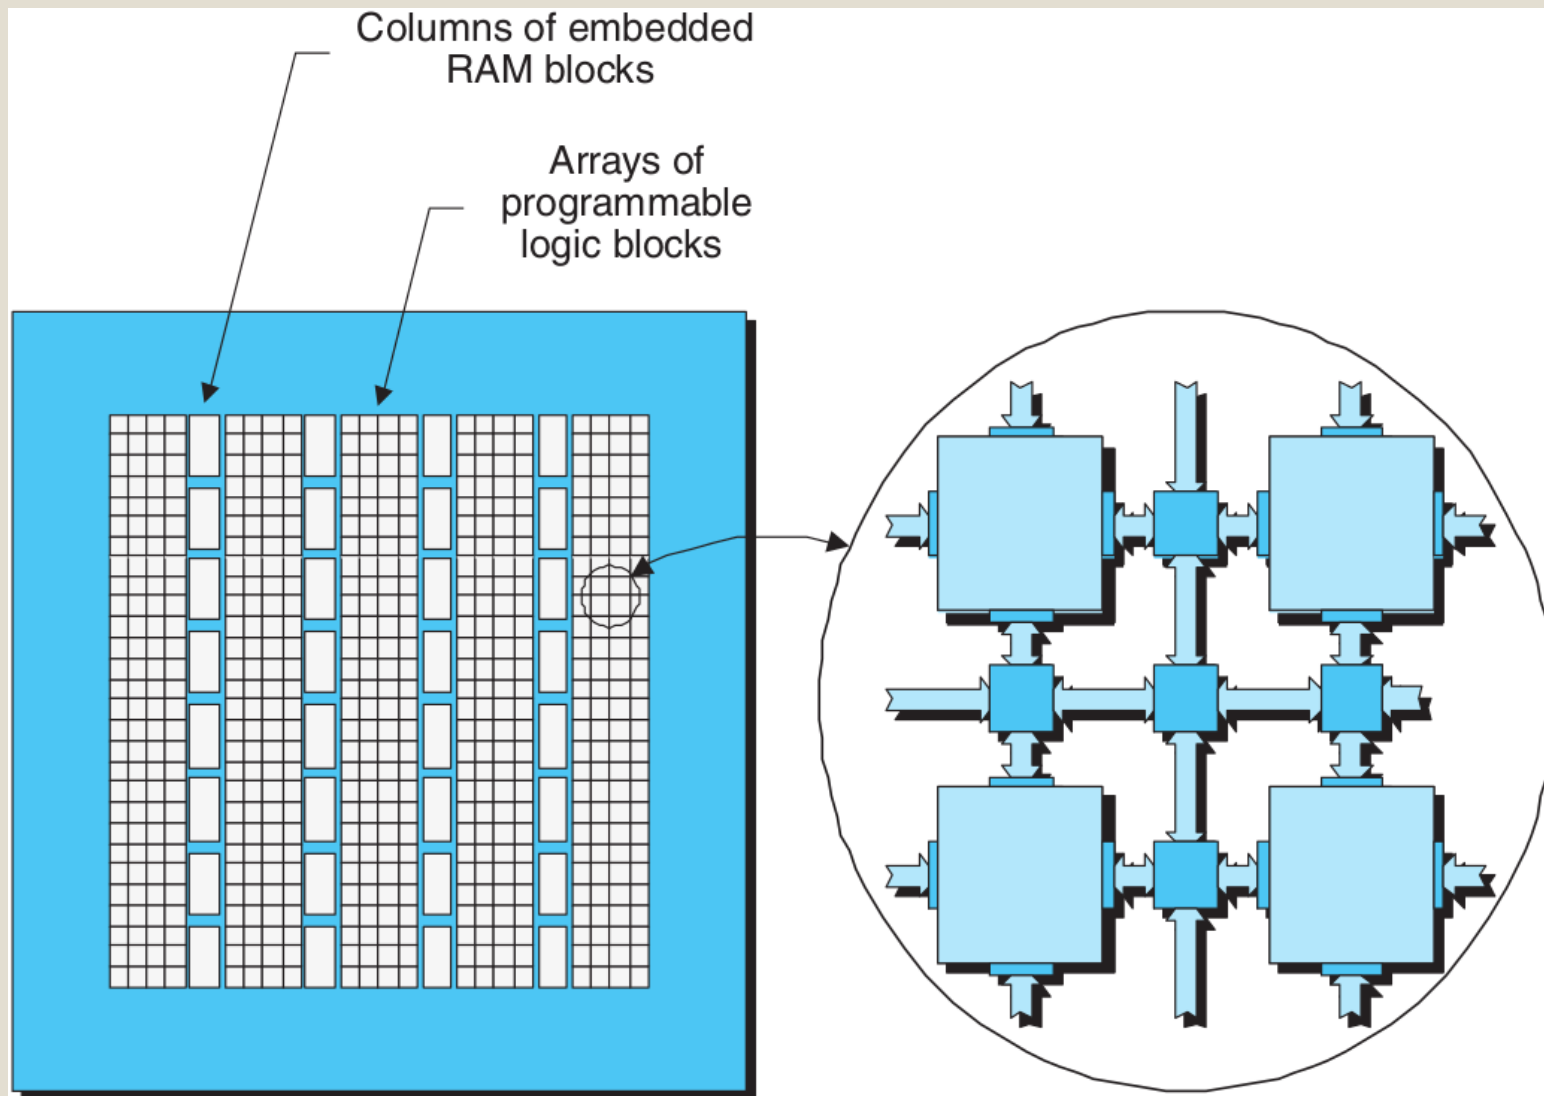 Columns of embedded
RAM blocks
Arrays of
programmable
logic blocks